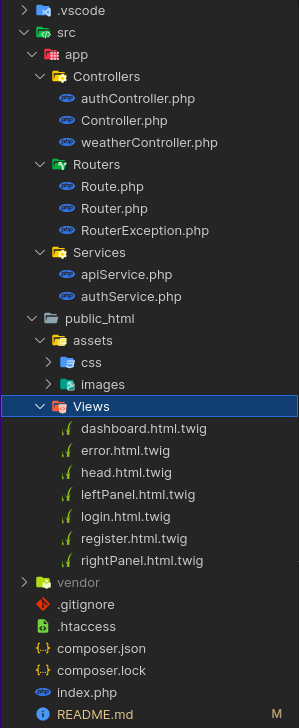 .vscode
src
app
Controllers
authController.php
Controller.php
weatherController.php
Routers
Route.php
Router.php
RouterException.php
Services
apiService.php
authService.php
public_html
assets
css
images
Views
dashboard.html.twig
error.html.twig
head.html.twig
leftPanel.html.twig
login.html.twig
register.html.twig
rightPanel.html.twig
vendor
.gitignore
.htaccess
composer.json
composer.lock
index.php
README.md M